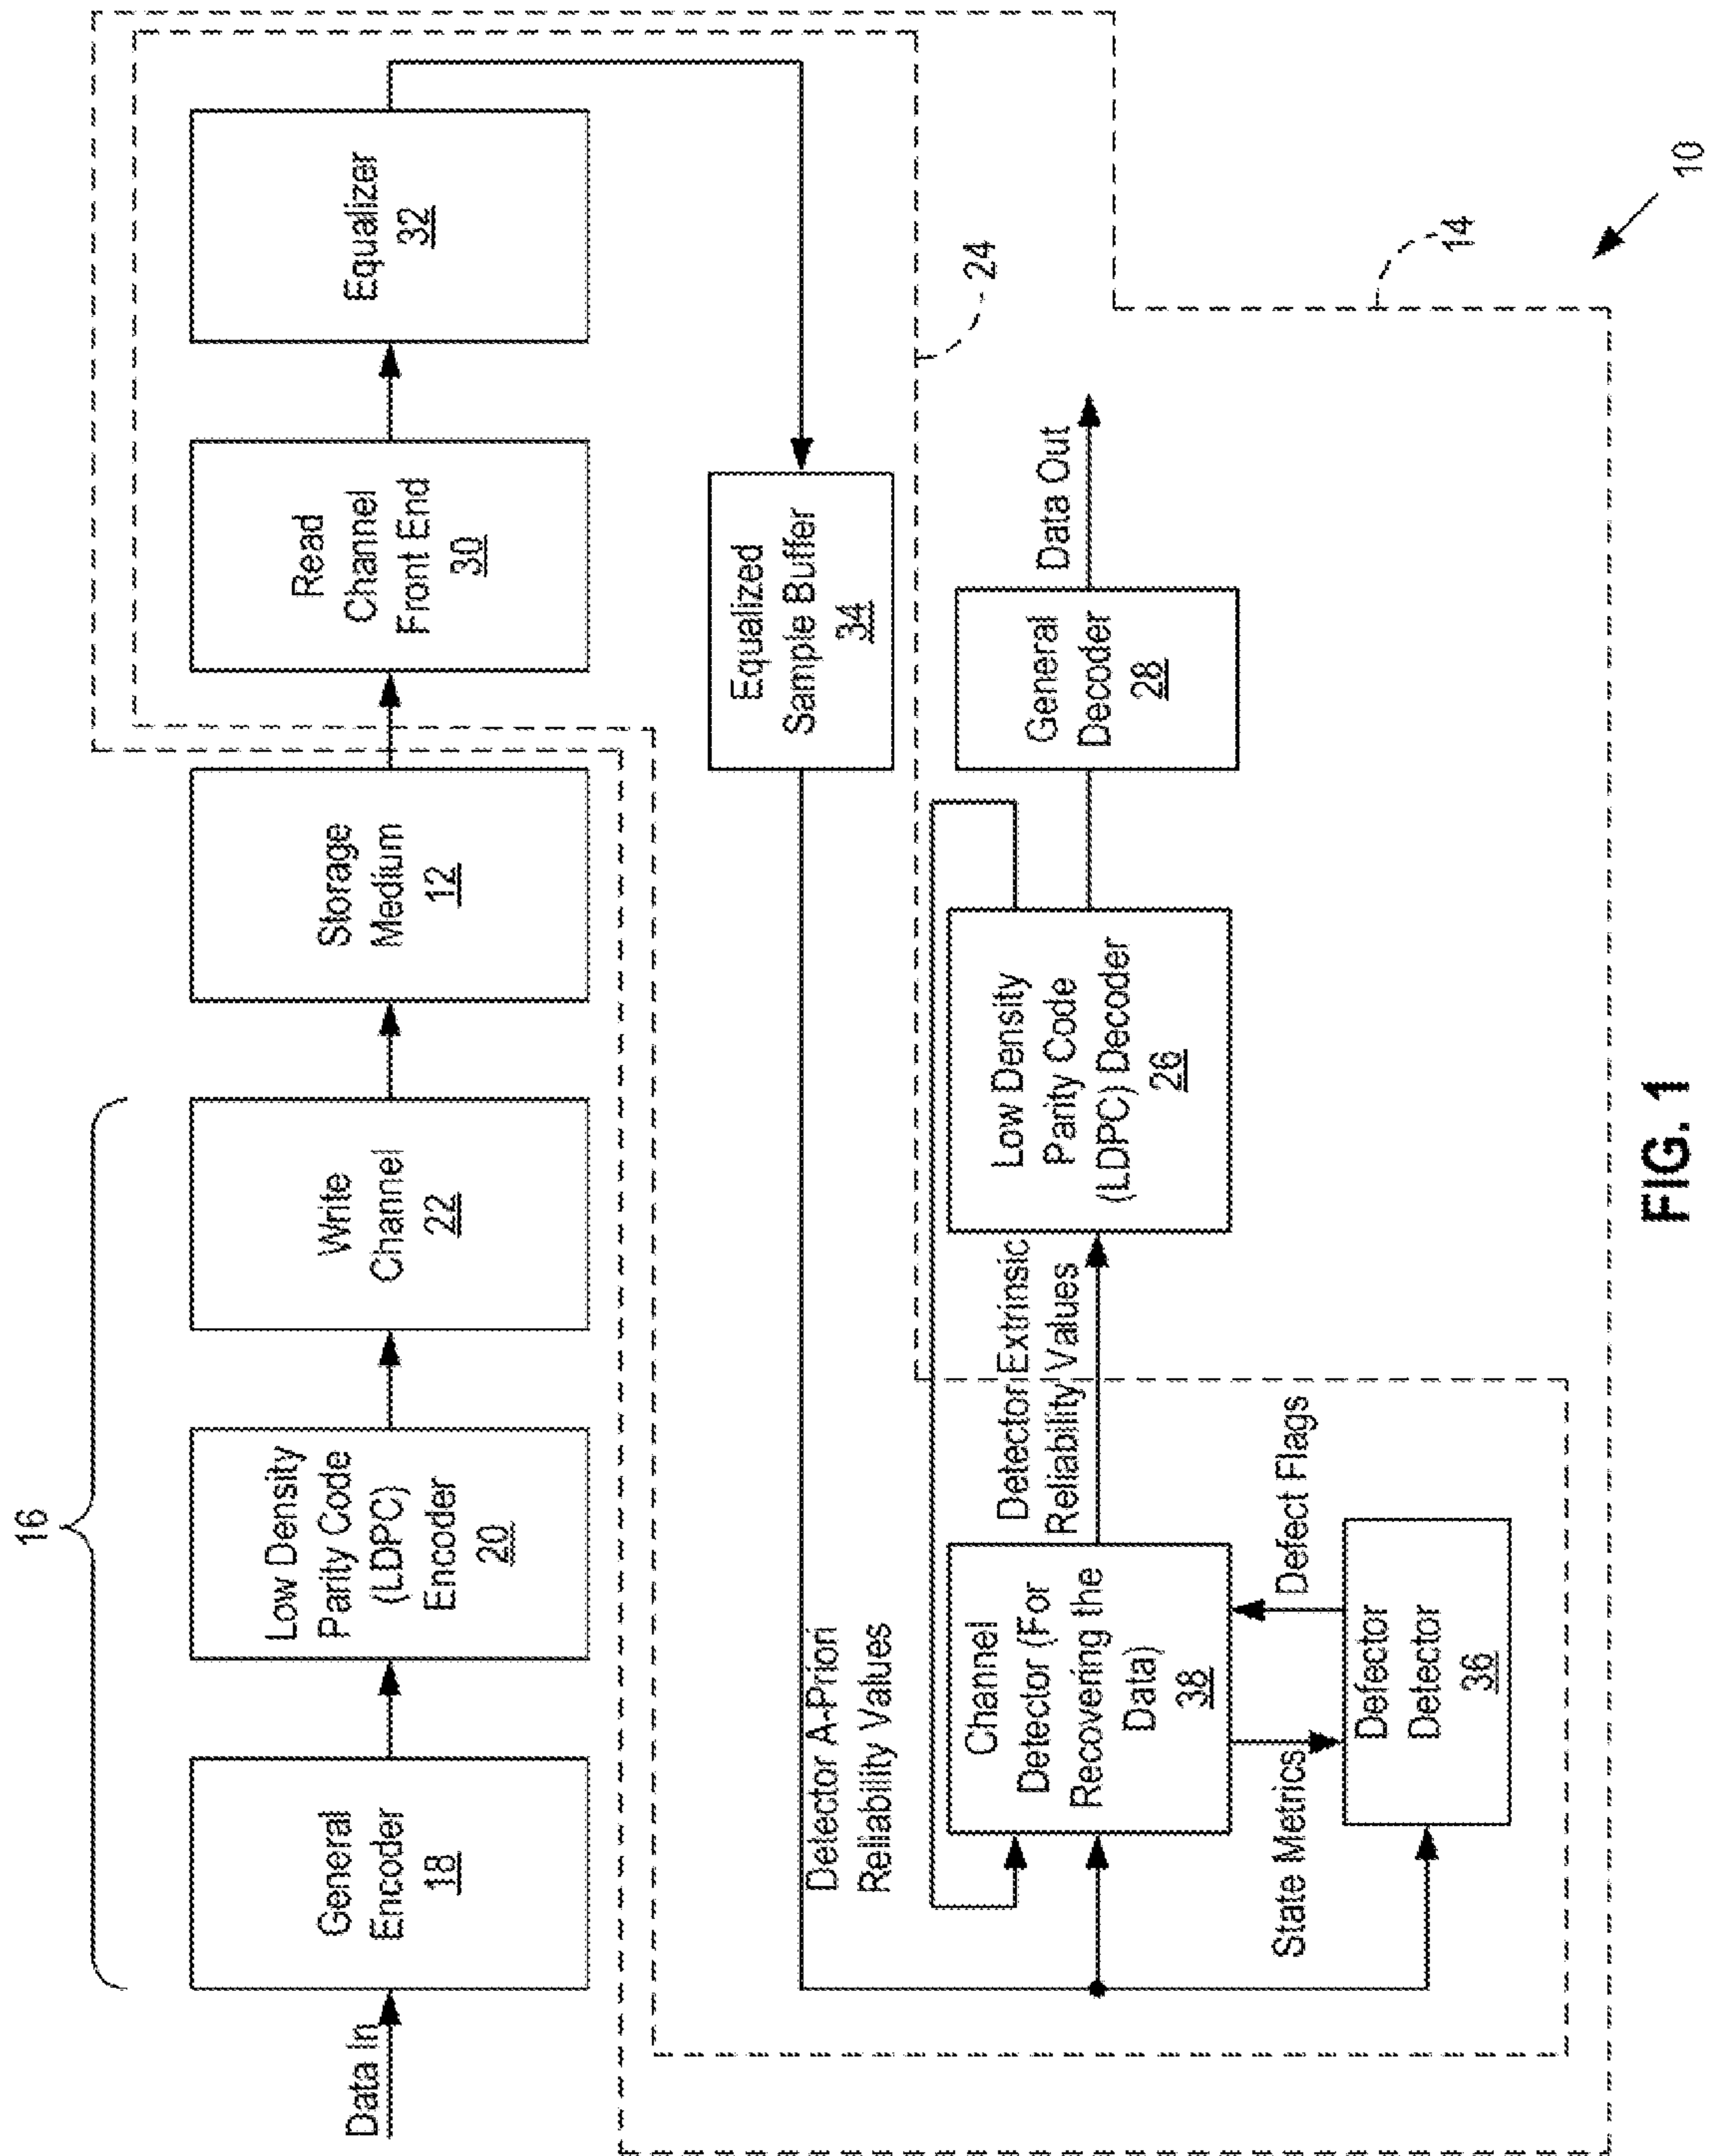 16
Data In
General
Encoder
18
Low Density
Parity Code
(LDPC)
Encoder
20
Write
Channel
22
Storage
Medium
12
Read
Channel
Front End
30
Equalizer
32
Equalized
Sample Buffer
34
24
14
10
Detector A-Priori
Reliability Values
Channel
Detector (For
Recovering the
Data)
38
Detector Extrinsic
Reliability Values
Low Density
Parity Code
(LDPC) Decoder
26
General
Decoder
28
Data Out
State Metrics
Defect Flags
Defector
Detector
36
FIG. 1